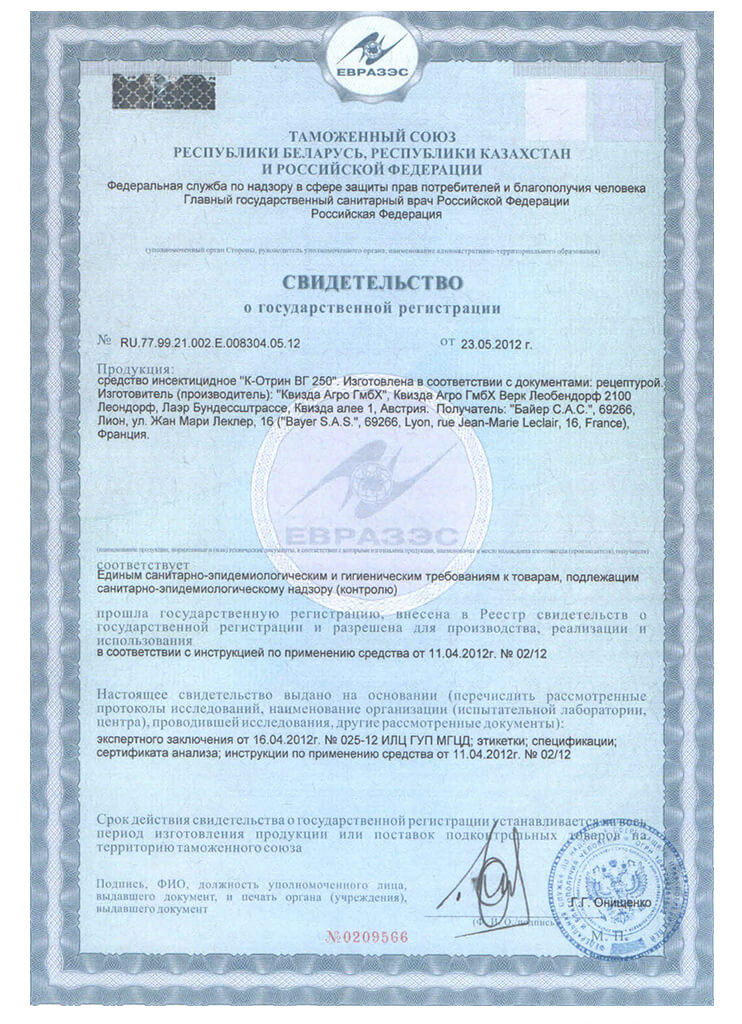 ЕВРАЗЭС
ТАМОЖЕННЫЙ СОЮЗ
РЕСПУБЛИКИ БЕЛАРУСЬ, РЕСПУБЛИКИ КАЗАХСТАН
И РОССИЙСКОЙ ФЕДЕРАЦИИ
Федеральная служба по надзору в сфере защиты прав потребителей и благополучия человека
Главный государственный санитарный врач Российской Федерации
Российская Федерация
(уполномоченный орган Стороны, руководитель уполномоченного органа, наименование административно-территориального образования)
СВИДЕТЕЛЬСТВО
о государственной регистрации
№ RU.77.99.21.002.Е.008304.05.12 от 23.05.2012 г.
Продукция:
средство инсектицидное "К-Отрин ВГ 250". Изготовлена в соответствии с документами: рецептурой.
Изготовитель (производитель): "Квизда Агро ГмбХ", Квизда Агро ГмбХ Верк Леобендорф 2100
Леондорф, Лаэр Бундессштрассе, Квизда алее 1, Австрия. Получатель: "Байер С.А.С.", 69266,
Лион, ул. Жан Мари Леклер, 16 ("Bayer S.A.S.", 69266, Lyon, rue Jean-Marie Leclair, 16, France),
Франция.
ЕВРАЗЭС
(наименование продукции, нормативные и (или) технические документы, в соответствии с которыми изготовлена продукция, наименование и место нахождения изготовителя (производителя), получателя)
соответствует
Единым санитарно-эпидемиологическим и гигиеническим требованиям к товарам, подлежащим
санитарно-эпидемиологическому надзору (контролю)
прошла государственную регистрацию, внесена в Реестр свидетельств о
государственной регистрации и разрешена для производства, реализации и
использования
в соответствии с инструкцией по применению средства от 11.04.2012г. № 02/12
Настоящее свидетельство выдано на основании (перечислить рассмотренные
протоколы исследований, наименование организации (испытательной лаборатории,
центра), проводившей исследования, другие рассмотренные документы):
экспертного заключения от 16.04.2012г. № 025-12 ИЛЦ ГУП МГЦД; этикетки; спецификации;
сертификата анализа; инструкции по применению средства от 11.04.2012г. № 02/12
Срок действия свидетельства о государственной регистрации устанавливается на весь
период изготовления продукции или поставок подконтрольных товаров на
территорию таможенного союза
Подпись, ФИО, должность уполномоченного лица,
выдавшего документ, и печать органа (учреждения),
выдавшего документ
Г.Г. Онищенко
(Ф. И. О./подпись)
М. П.
№0209566